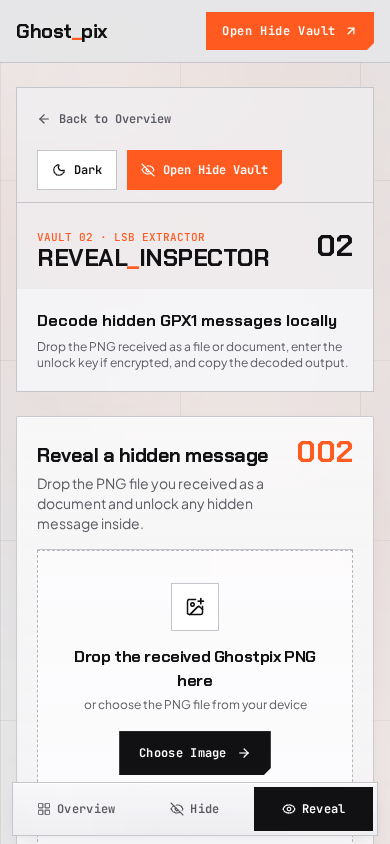 Ghost_pix
Open Hide Vault
Back to Overview
Dark
Open Hide Vault
VAULT 02 · LSB EXTRACTOR
REVEAL_INSPECTOR
02
Decode hidden GPX1 messages locally
Drop the PNG received as a file or document, enter the
unlock key if encrypted, and copy the decoded output.
Reveal a hidden message
002
Drop the PNG file you received as a
document and unlock any hidden
message inside.
Drop the received Ghostpix PNG
here
or choose the PNG file from your device
Choose Image
Overview
Hide
Reveal